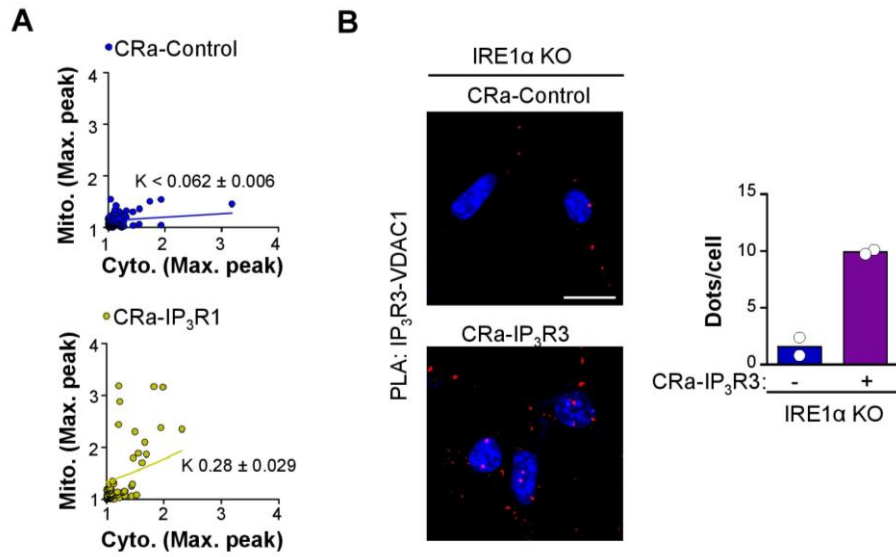 A
CRa-Control
4
3
2
1
Mito. (Max. peak)
K < 0.062 ± 0.006
1 2 3 4
Cyto. (Max. peak)
CRa-IP₃R1
4
3
2
1
Mito. (Max. peak)
K 0.28 ± 0.029
1 2 3 4
Cyto. (Max. peak)
B
IRE1α KO
CRa-Control
PLA: IP₃R3-VDAC1
CRa-IP₃R3
15
10
5
0
Dots/cell
CRa-IP₃R3: - +
IRE1α KO